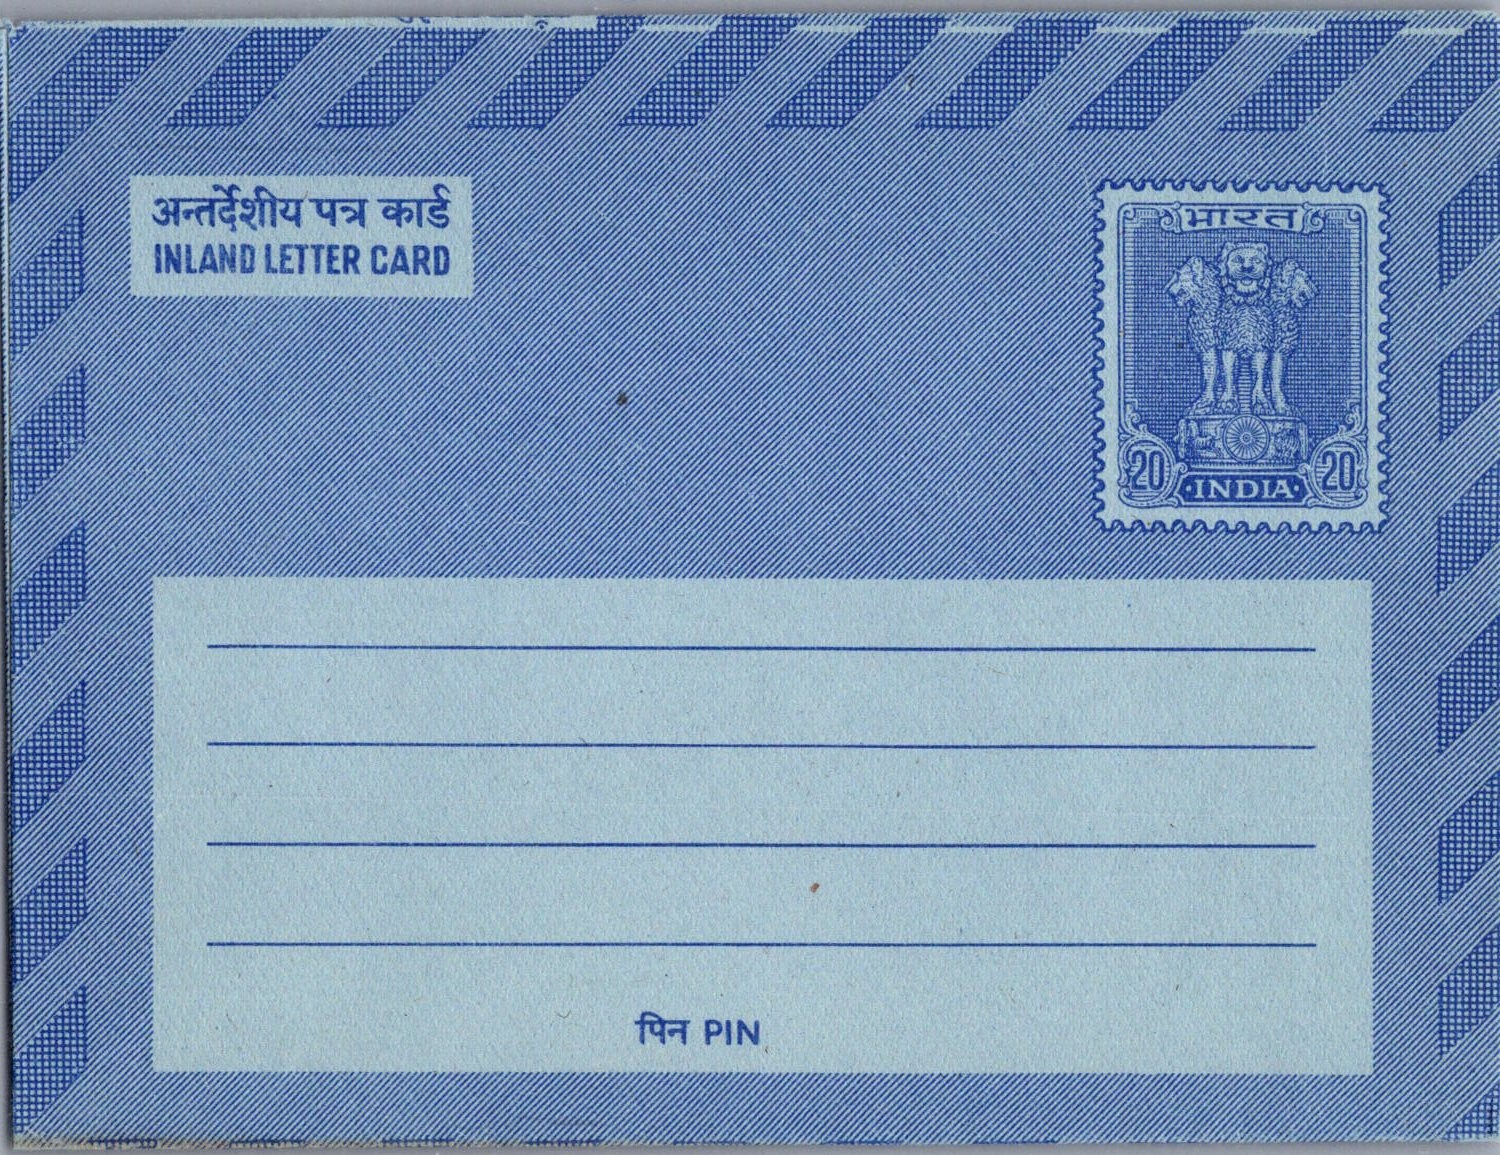 अन्तर्देशीय पत्र कार्ड
INLAND LETTER CARD
भारत
20 INDIA 20
पिन PIN